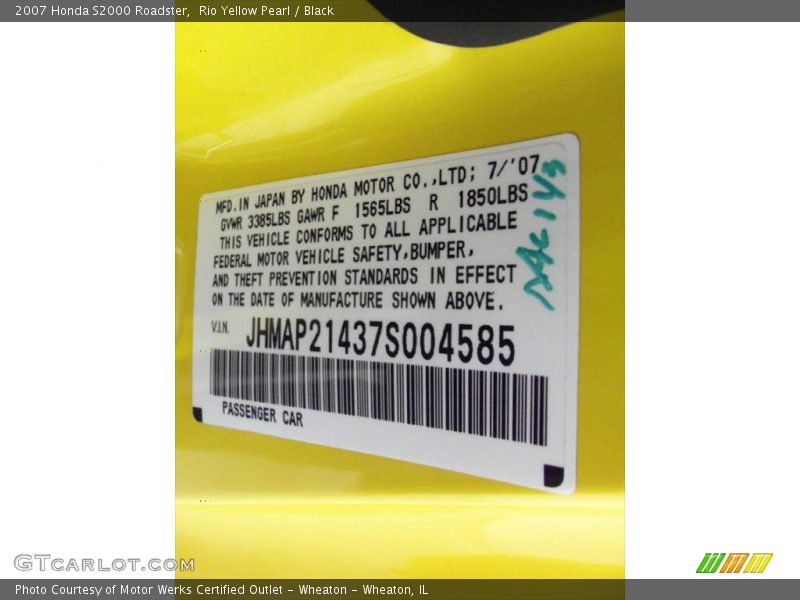 2007 Honda S2000 Roadster, Rio Yellow Pearl / Black
MFD.IN JAPAN BY HONDA MOTOR CO.,LTD; 7/'07
GVWR 3385LBS GAWR F 1565LBS R 1850LBS
THIS VEHICLE CONFORMS TO ALL APPLICABLE
FEDERAL MOTOR VEHICLE SAFETY,BUMPER,
AND THEFT PREVENTION STANDARDS IN EFFECT
ON THE DATE OF MANUFACTURE SHOWN ABOVE.
V.I.N. JHMAP21437S004585
PASSENGER CAR
GTCARLOT.COM
Photo Courtesy of Motor Werks Certified Outlet - Wheaton - Wheaton, IL